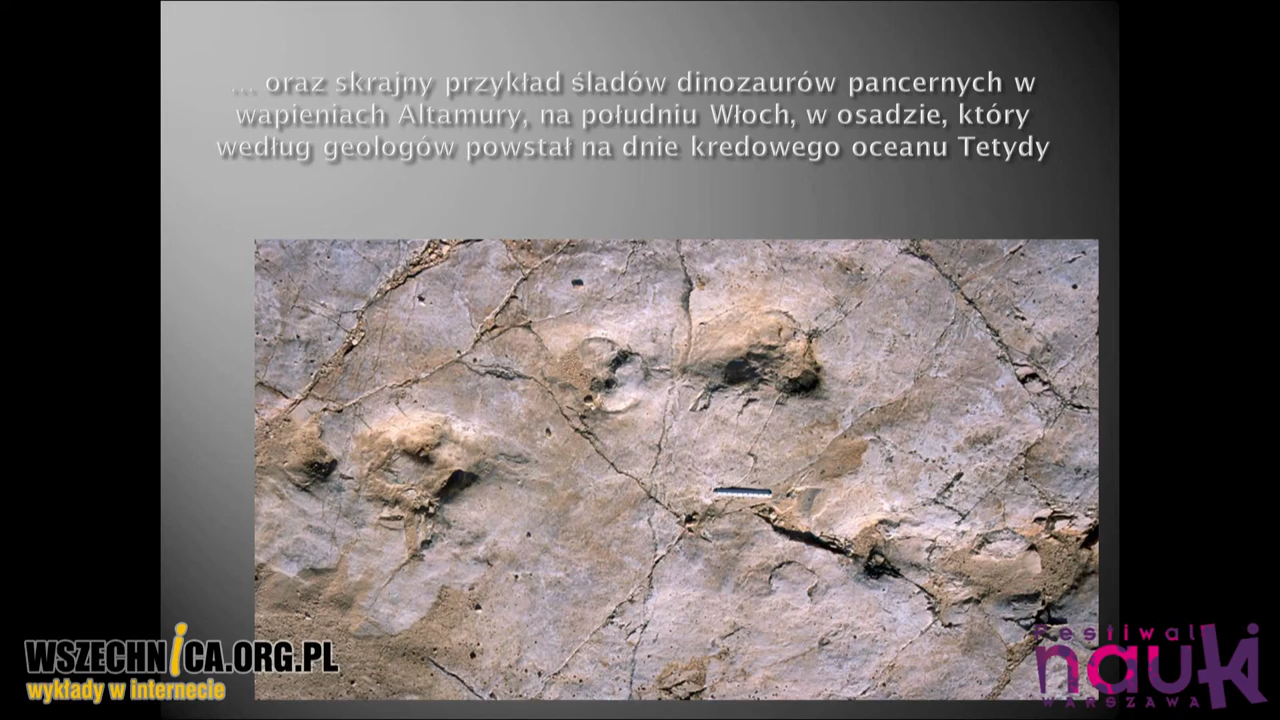 ... oraz skrajny przykład śladów dinozaurów pancernych w
wapieniach Altamury, na południu Włoch, w osadzie, który
według geologów powstał na dnie kredowego oceanu Tetydy
WSZECHNiCA.ORG.PL
wykłady w internecie
Festiwal
nauki
WARSZAWA